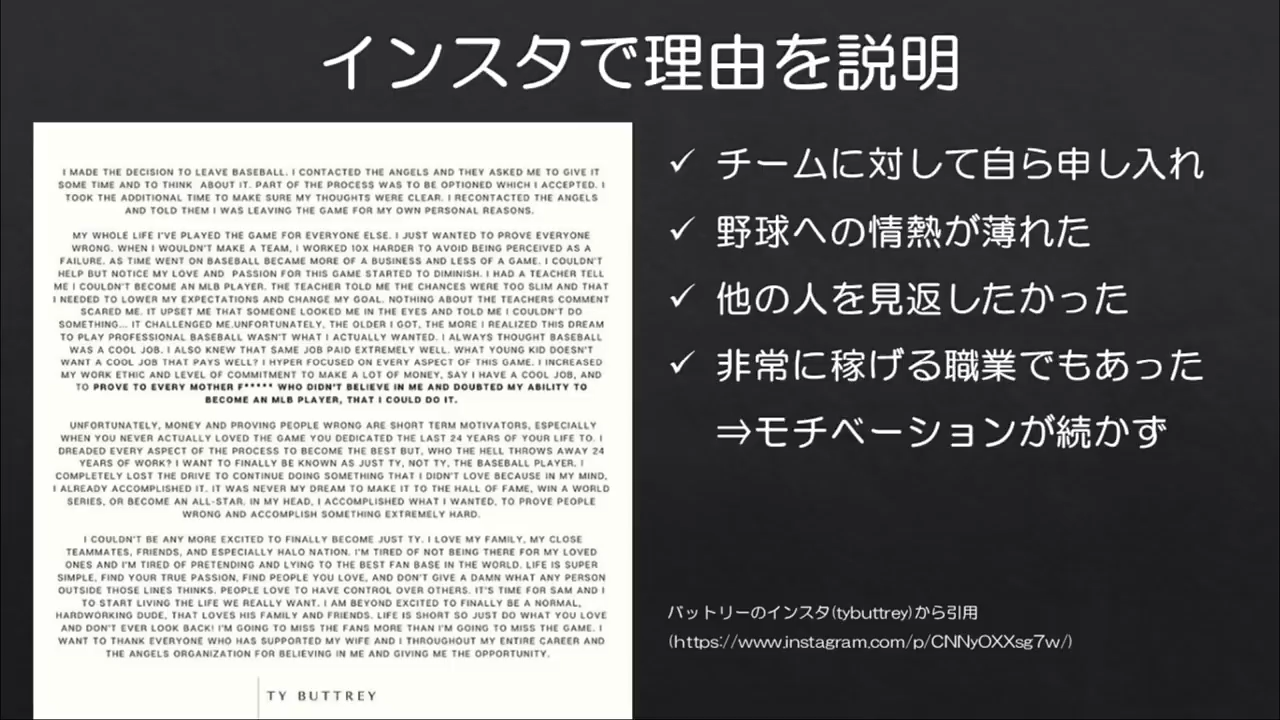 インスタで理由を説明
I MADE THE DECISION TO LEAVE BASEBALL. I CONTACTED THE ANGELS AND THEY ASKED ME TO GIVE IT
SOME TIME AND TO THINK ABOUT IT. PART OF THE PROCESS WAS TO BE OPTIONED WHICH I ACCEPTED. I
TOOK THE ADDITIONAL TIME TO MAKE SURE MY THOUGHTS WERE CLEAR. I RECONTACTED THE ANGELS
AND TOLD THEM I WAS LEAVING THE GAME FOR MY OWN PERSONAL REASONS.
MY WHOLE LIFE I'VE PLAYED THE GAME FOR EVERYONE ELSE. I JUST WANTED TO PROVE EVERYONE
WRONG. WHEN I WOULDN'T MAKE A TEAM, I WORKED 10X HARDER TO AVOID BEING PERCEIVED AS A
FAILURE. AS TIME WENT ON BASEBALL BECAME MORE OF A BUSINESS AND LESS OF A GAME. I COULDN'T
HELP BUT NOTICE MY LOVE AND PASSION FOR THIS GAME STARTED TO DIMINISH. I HAD A TEACHER TELL
ME I COULDN'T BECOME AN MLB PLAYER. THE TEACHER TOLD ME THE CHANCES WERE TOO SLIM AND THAT
I NEEDED TO LOWER MY EXPECTATIONS AND CHANGE MY GOAL. NOTHING ABOUT THE TEACHERS COMMENT
SCARED ME. IT UPSET ME THAT SOMEONE LOOKED ME IN THE EYES AND TOLD ME I COULDN'T DO
SOMETHING... IT CHALLENGED ME.UNFORTUNATELY, THE OLDER I GOT, THE MORE I REALIZED THIS DREAM
TO PLAY PROFESSIONAL BASEBALL WASN'T WHAT I ACTUALLY WANTED. I ALWAYS THOUGHT BASEBALL
WAS A COOL JOB. I ALSO KNEW THAT SAME JOB PAID EXTREMELY WELL. WHAT YOUNG KID DOESN'T
WANT A COOL JOB THAT PAYS WELL? I HYPER FOCUSED ON EVERY ASPECT OF THIS GAME. I INCREASED
MY WORK ETHIC AND LEVEL OF COMMITMENT TO MAKE A LOT OF MONEY, SAY I HAVE A COOL JOB, AND
TO PROVE TO EVERY MOTHER F***** WHO DIDN'T BELIEVE IN ME AND DOUBTED MY ABILITY TO
BECOME AN MLB PLAYER, THAT I COULD DO IT.
UNFORTUNATELY, MONEY AND PROVING PEOPLE WRONG ARE SHORT TERM MOTIVATORS, ESPECIALLY
WHEN YOU NEVER ACTUALLY LOVED THE GAME YOU DEDICATED THE LAST 24 YEARS OF YOUR LIFE TO. I
DREADED EVERY ASPECT OF THE PROCESS TO BECOME THE BEST BUT, WHO THE HELL THROWS AWAY 24
YEARS OF WORK? I WANT TO FINALLY BE KNOWN AS JUST TY, NOT TY, THE BASEBALL PLAYER. I
COMPLETELY LOST THE DRIVE TO CONTINUE DOING SOMETHING THAT I DIDN'T LOVE BECAUSE IN MY MIND,
I ALREADY ACCOMPLISHED IT. IT WAS NEVER MY DREAM TO MAKE IT TO THE HALL OF FAME, WIN A WORLD
SERIES, OR BECOME AN ALL-STAR. IN MY HEAD, I ACCOMPLISHED WHAT I WANTED, TO PROVE PEOPLE
WRONG AND ACCOMPLISH SOMETHING EXTREMELY HARD.
I COULDN'T BE ANY MORE EXCITED TO FINALLY BECOME JUST TY. I LOVE MY FAMILY, MY CLOSE
TEAMMATES, FRIENDS, AND ESPECIALLY HALO NATION. I'M TIRED OF NOT BEING THERE FOR MY LOVED
ONES AND I'M TIRED OF PRETENDING AND LYING TO THE BEST FAN BASE IN THE WORLD. LIFE IS SUPER
SIMPLE, FIND YOUR TRUE PASSION, FIND PEOPLE YOU LOVE, AND DON'T GIVE A DAMN WHAT ANY PERSON
OUTSIDE THOSE LINES THINKS. PEOPLE LOVE TO HAVE CONTROL OVER OTHERS. IT'S TIME FOR SAM AND I
TO START LIVING THE LIFE WE REALLY WANT. I AM BEYOND EXCITED TO FINALLY BE A NORMAL,
HARDWORKING DUDE, THAT LOVES HIS FAMILY AND FRIENDS. LIFE IS SHORT SO JUST DO WHAT YOU LOVE
AND DON'T EVER LOOK BACK! I'M GOING TO MISS THE FANS MORE THAN I'M GOING TO MISS THE GAME. I
WANT TO THANK EVERYONE WHO HAS SUPPORTED MY WIFE AND I THROUGHOUT MY ENTIRE CAREER AND
THE ANGELS ORGANIZATION FOR BELIEVING IN ME AND GIVING ME THE OPPORTUNITY.
TY BUTTREY
✓ チームに対して自ら申し入れ
✓ 野球への情熱が薄れた
✓ 他の人を見返したかった
✓ 非常に稼げる職業でもあった
⇒モチベーションが続かず
バットリーのインスタ(tybuttrey)から引用
(https://www.instagram.com/p/CNNyOXXsg7w/)